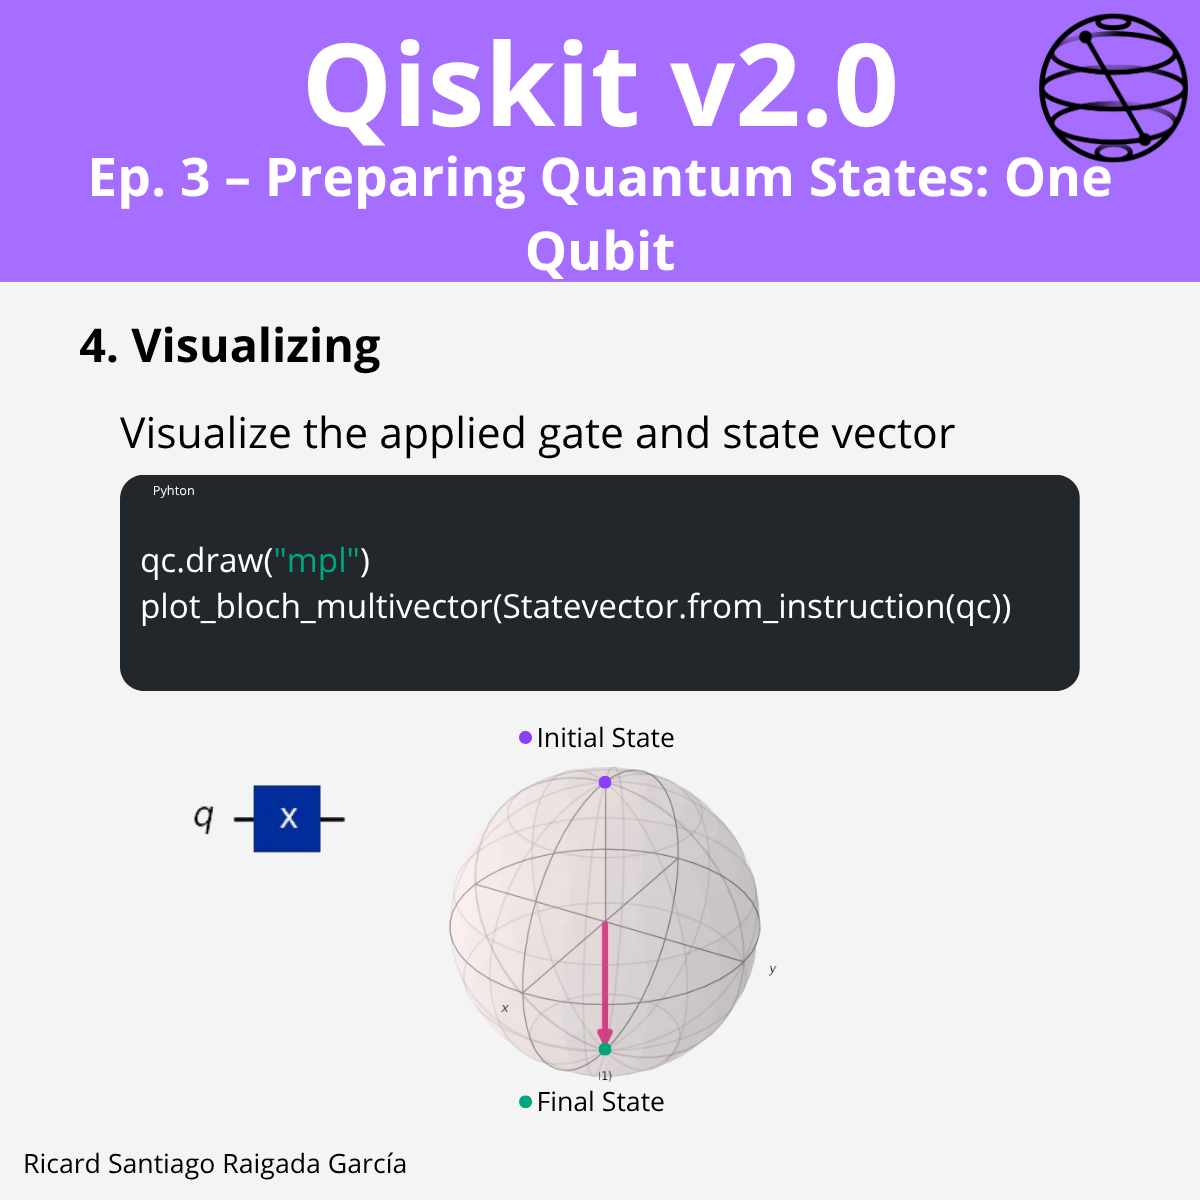 Qiskit v2.0
Ep. 3 – Preparing Quantum States: One
Qubit
4. Visualizing
Visualize the applied gate and state vector
Pyhton
qc.draw("mpl")
plot_bloch_multivector(Statevector.from_instruction(qc))
Initial State
q
X
y
x
|1⟩
Final State
Ricard Santiago Raigada García